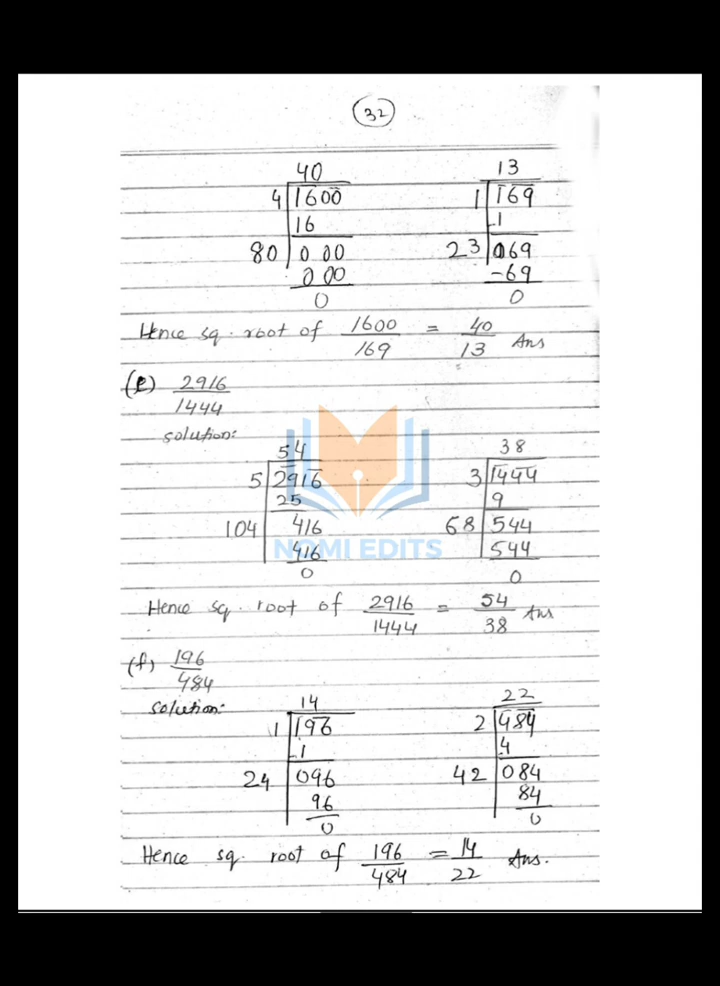 32
40 13
4 1600 1 169
16 1
80 0 00 23 069
0 00 -69
0 0
Hence sq. root of 1600/169 = 40/13 Ans
(e) 2916/1444
solution:
54 38
5 2916 3 1444
25 9
104 416 68 544
416 544
0 0
NOMI EDITS
Hence sq. root of 2916/1444 = 54/38 Ans
(f) 196/484
solution:
14 22
1 196 2 484
1 4
24 096 42 084
96 84
0 0
Hence sq. root of 196/484 = 14/22 Ans.